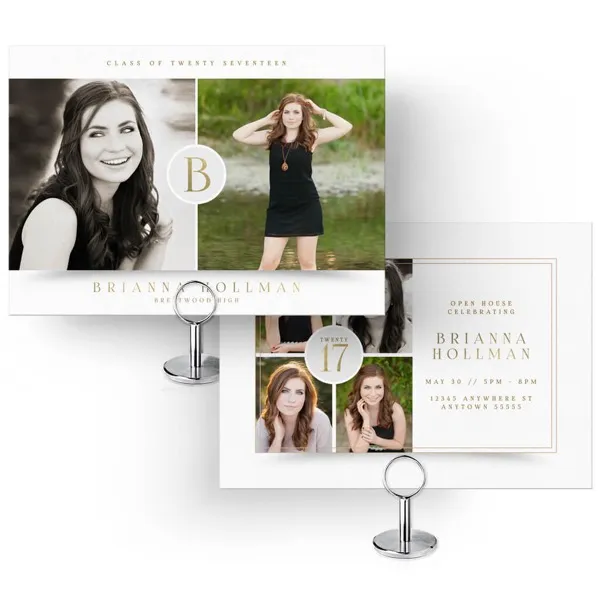 CLASS OF TWENTY SEVENTEEN
B
BRIANNA HOLLMAN
BRENTWOOD HIGH
TWENTY
17
OPEN HOUSE
CELEBRATING
BRIANNA
HOLLMAN
MAY 30 // 5PM - 8PM
12345 ANYWHERE ST
ANYTOWN 55555